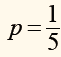 p = 1/5